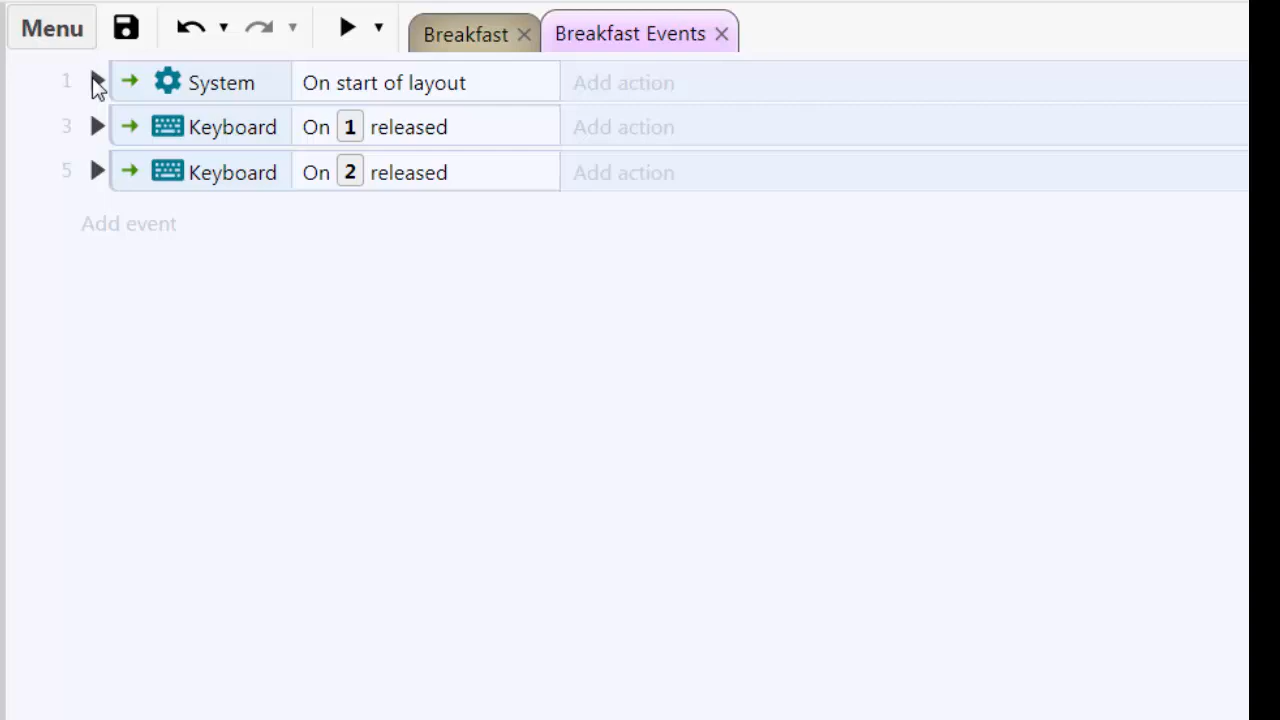 Menu Breakfast Breakfast Events
1 System On start of layout Add action
3 Keyboard On 1 released Add action
5 Keyboard On 2 released Add action
Add event